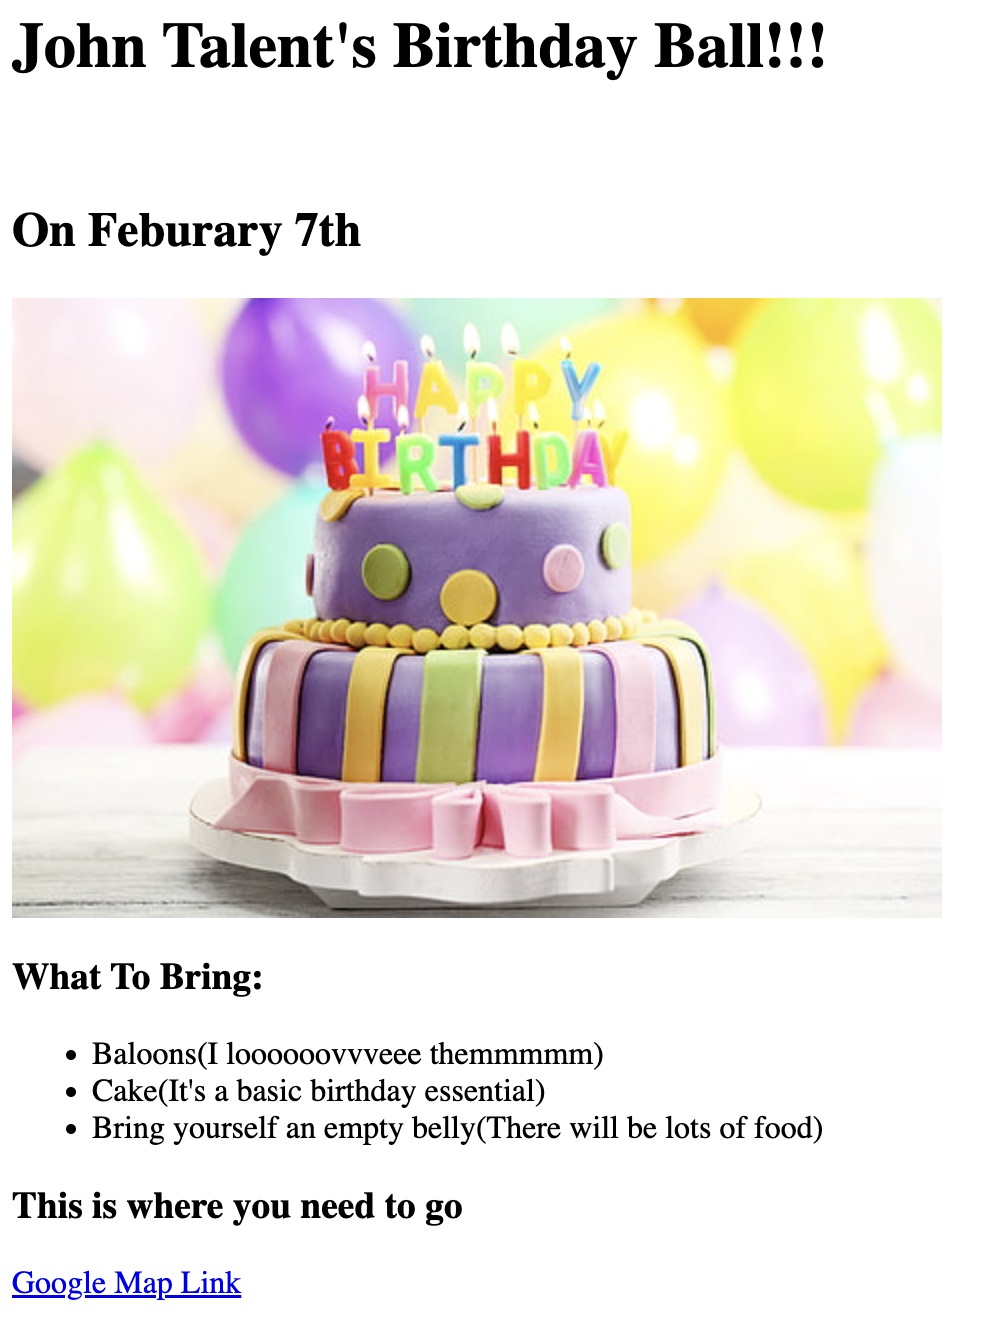 John Talent's Birthday Ball!!!
On Feburary 7th
HAPPY
BIRTHDAY
What To Bring:
Baloons(I loooooovvveee themmmmm)
Cake(It's a basic birthday essential)
Bring yourself an empty belly(There will be lots of food)
This is where you need to go
Google Map Link